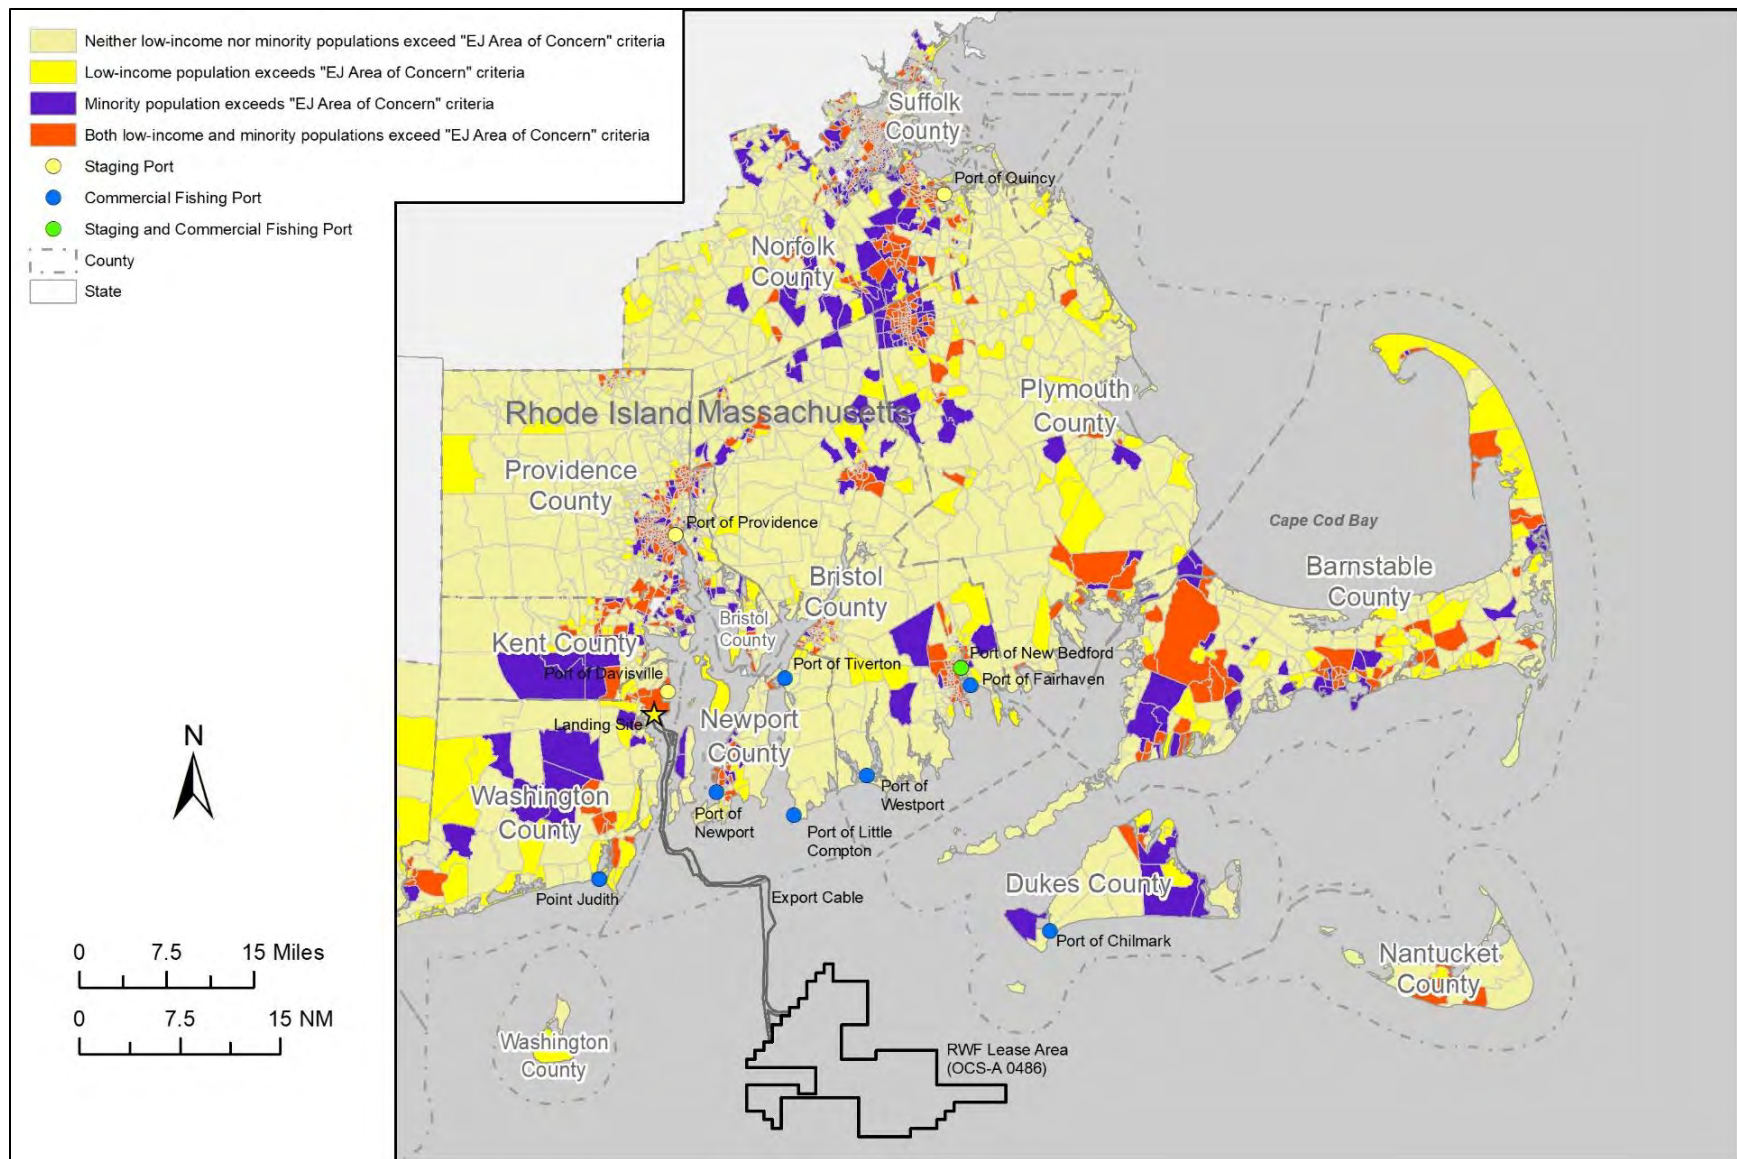 Neither low-income nor minority populations exceed "EJ Area of Concern" criteria
Low-income population exceeds "EJ Area of Concern" criteria
Minority population exceeds "EJ Area of Concern" criteria
Both low-income and minority populations exceed "EJ Area of Concern" criteria
Staging Port
Commercial Fishing Port
Staging and Commercial Fishing Port
County
State
Suffolk
County
Port of Quincy
Norfolk
County
Plymouth
County
Rhode Island
Massachusetts
Providence
County
Port of Providence
Cape Cod Bay
Barnstable
County
Bristol
County
Bristol
County
Kent County
Port of Tiverton
Port of New Bedford
Port of Fairhaven
Port of Davisville
Landing Site
Newport
County
Washington
County
Port of
Newport
Port of Little
Compton
Port of
Westport
Point Judith
Export Cable
Dukes County
Port of Chilmark
Nantucket
County
Washington
County
RWF Lease Area
(OCS-A 0486)
N
0 7.5 15 Miles
0 7.5 15 NM